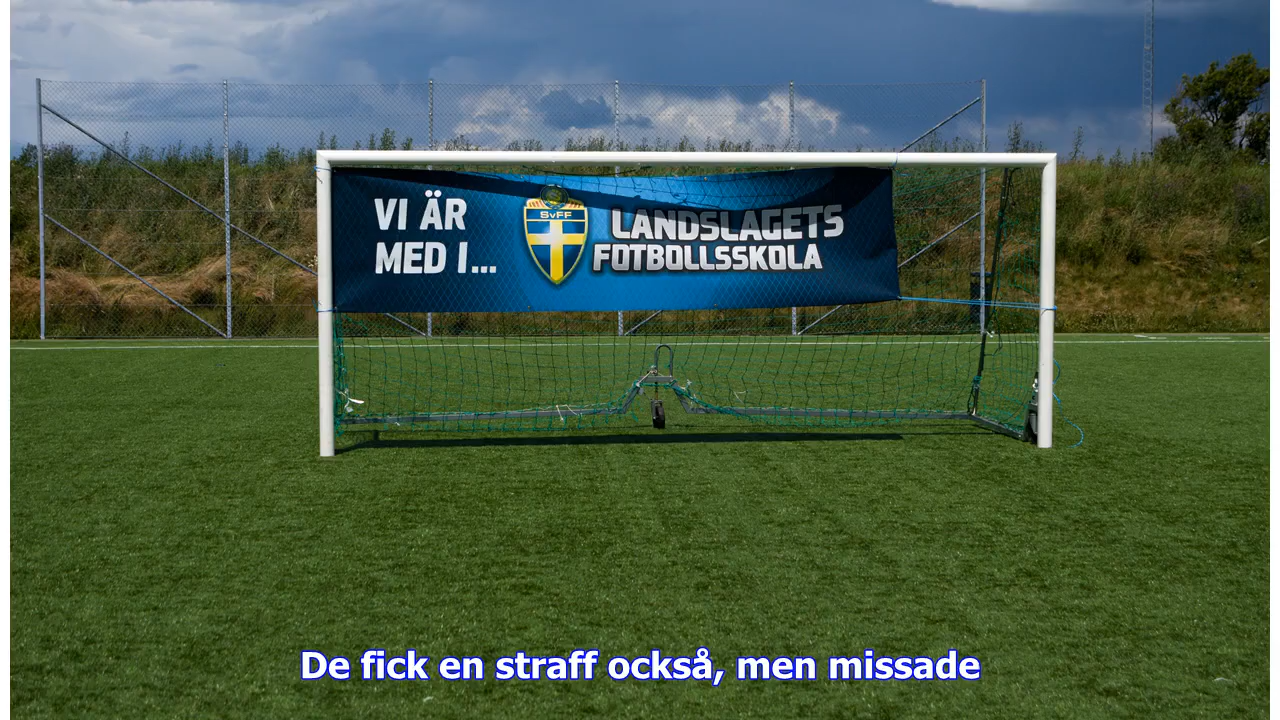 VI ÄR
MED I...
SvFF
LANDSLAGETS
FOTBOLLSSKOLA
De fick en straff också, men missade